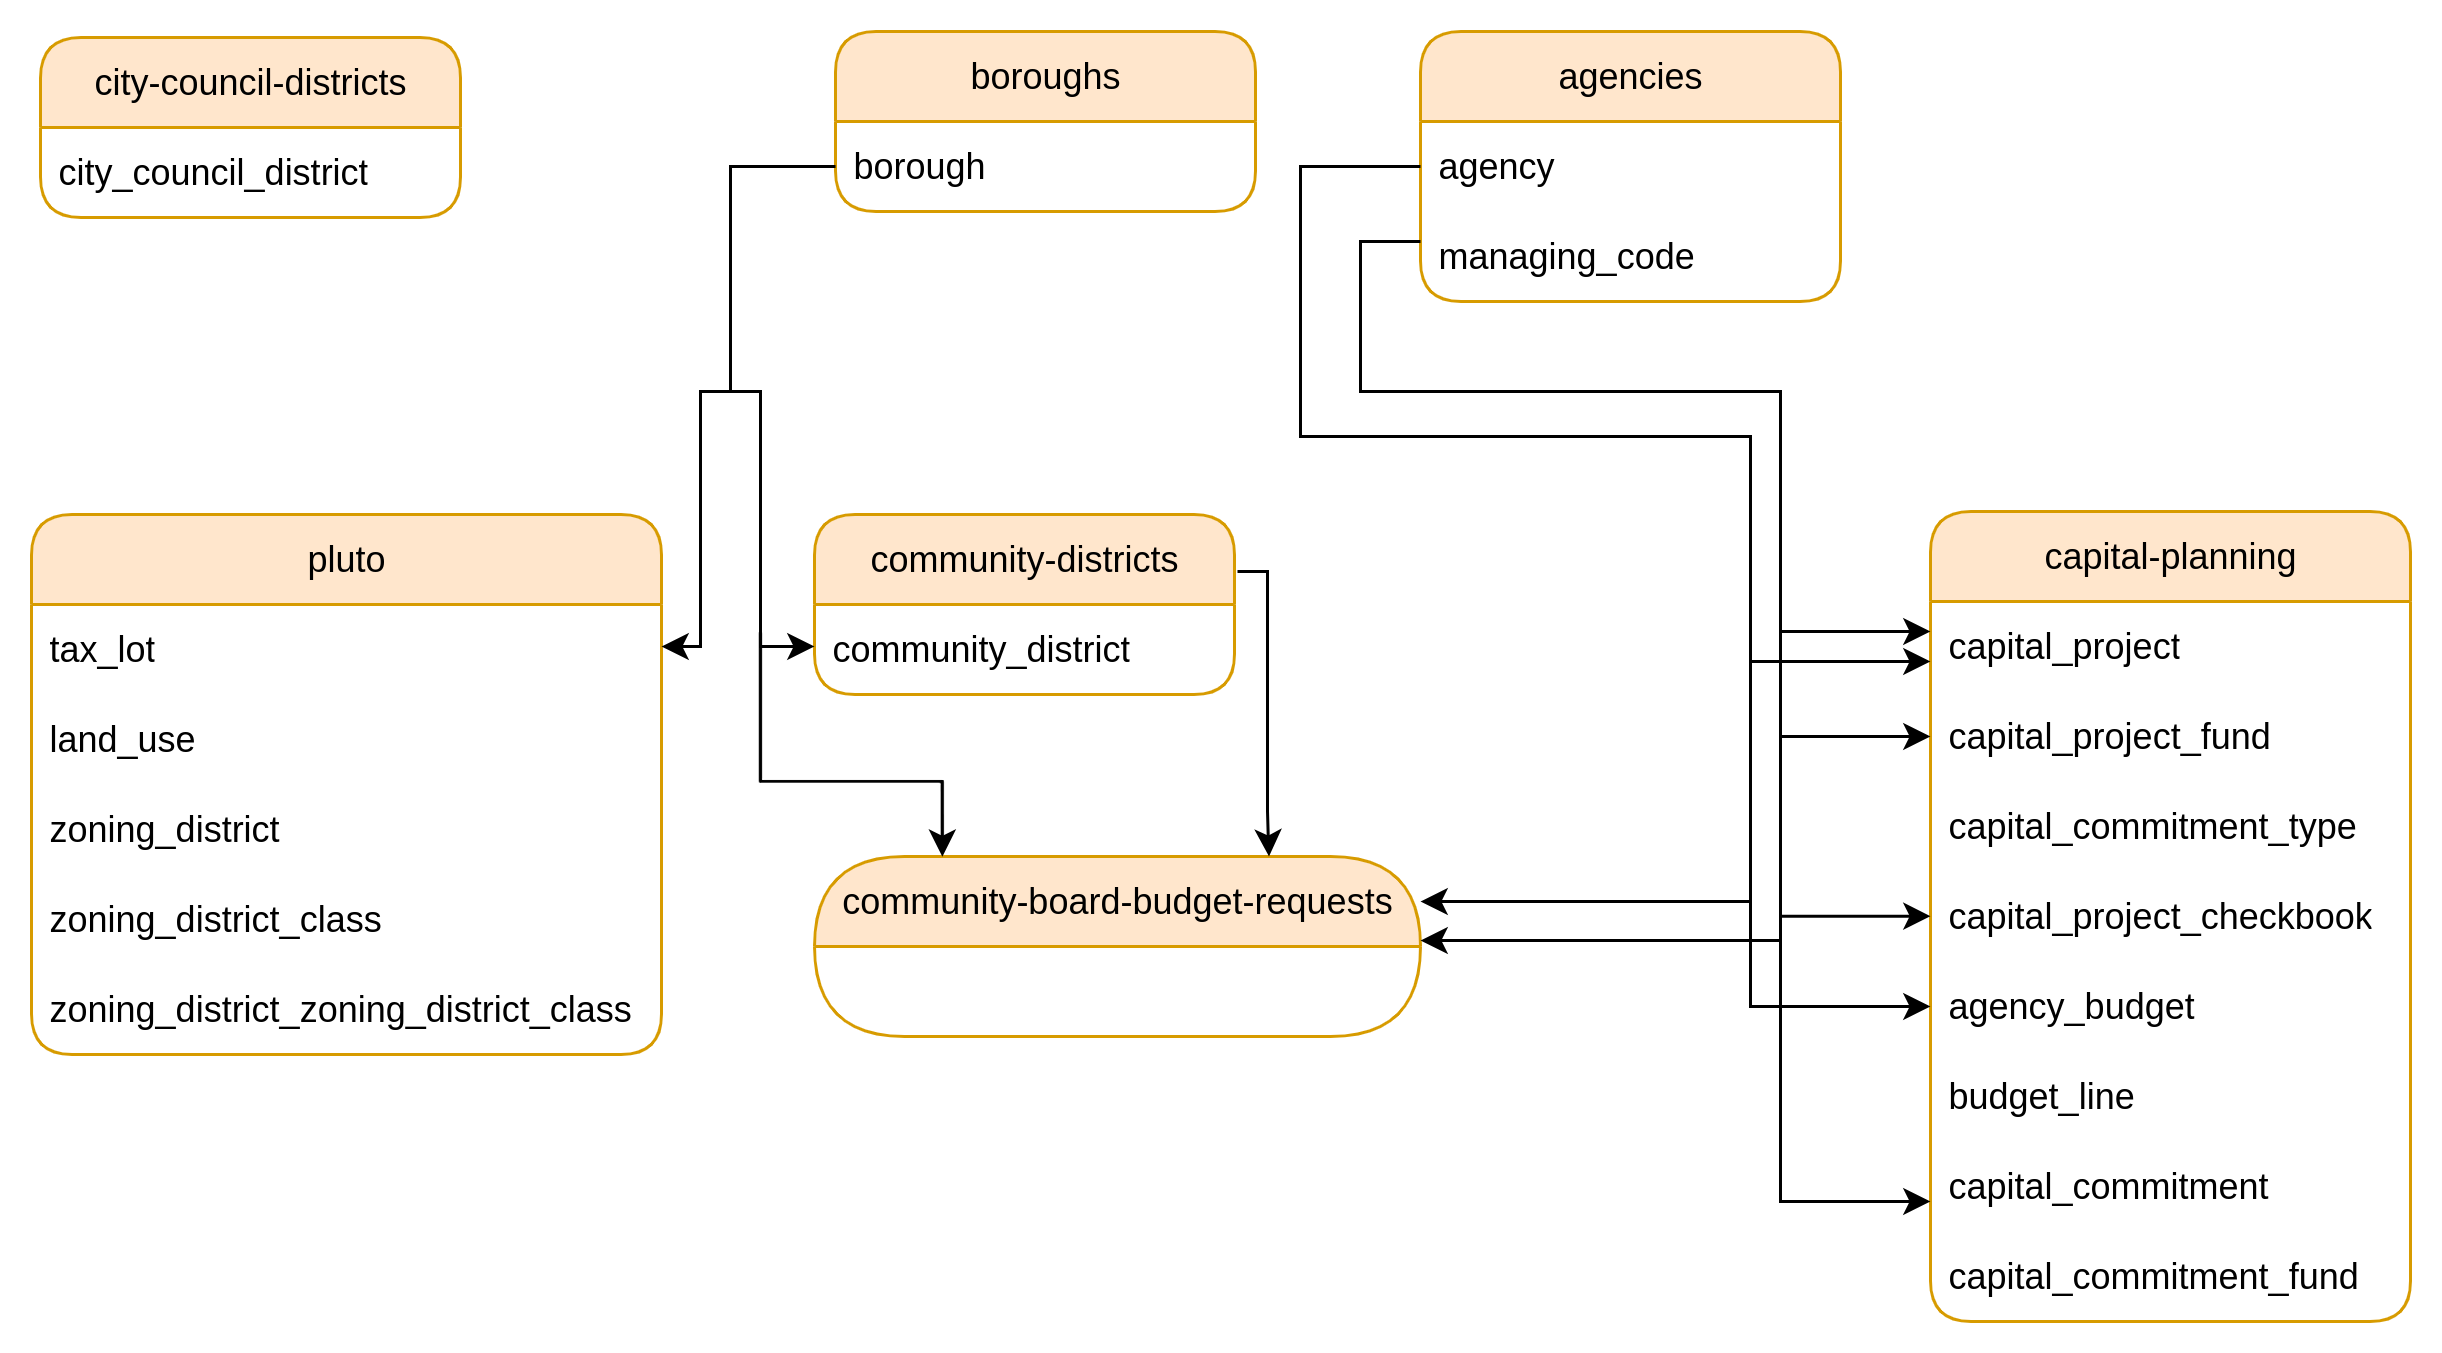 city-council-districts
city_council_district
boroughs
borough
agencies
agency
managing_code
pluto
tax_lot
land_use
zoning_district
zoning_district_class
zoning_district_zoning_district_class
community-districts
community_district
community-board-budget-requests
capital-planning
capital_project
capital_project_fund
capital_commitment_type
capital_project_checkbook
agency_budget
budget_line
capital_commitment
capital_commitment_fund